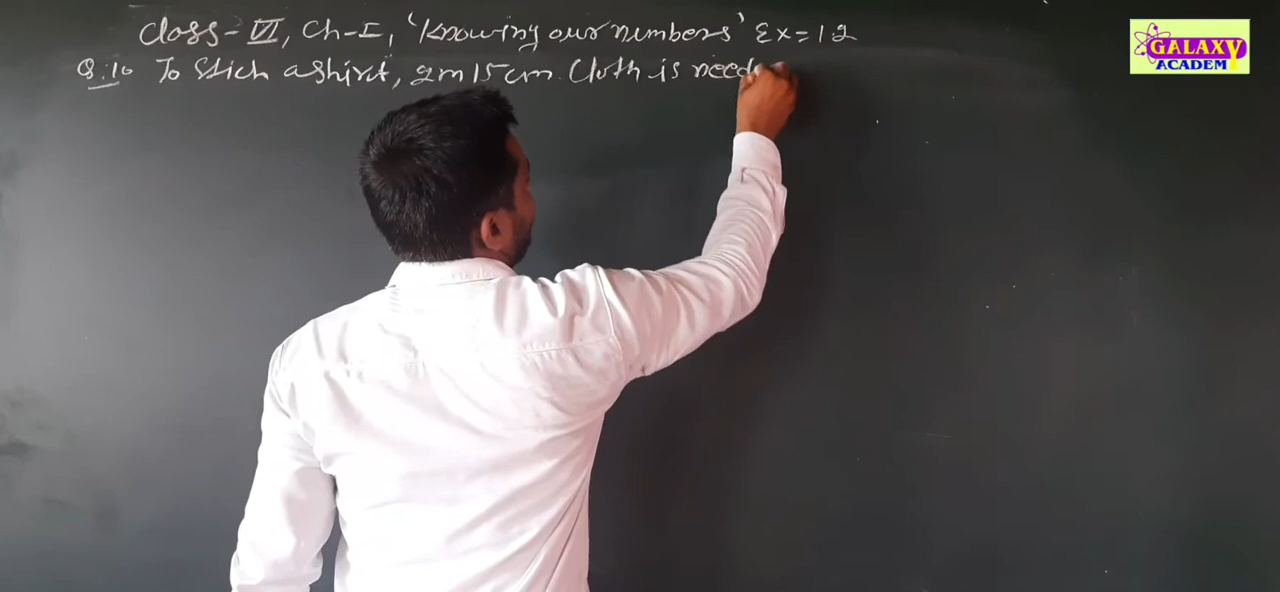 Class-VI, Ch-I, 'Knowing our numbers' Ex=1.2
Q.10 To Stich a shirt, 2m 15cm. Cloth is need
GALAXY
ACADEMY